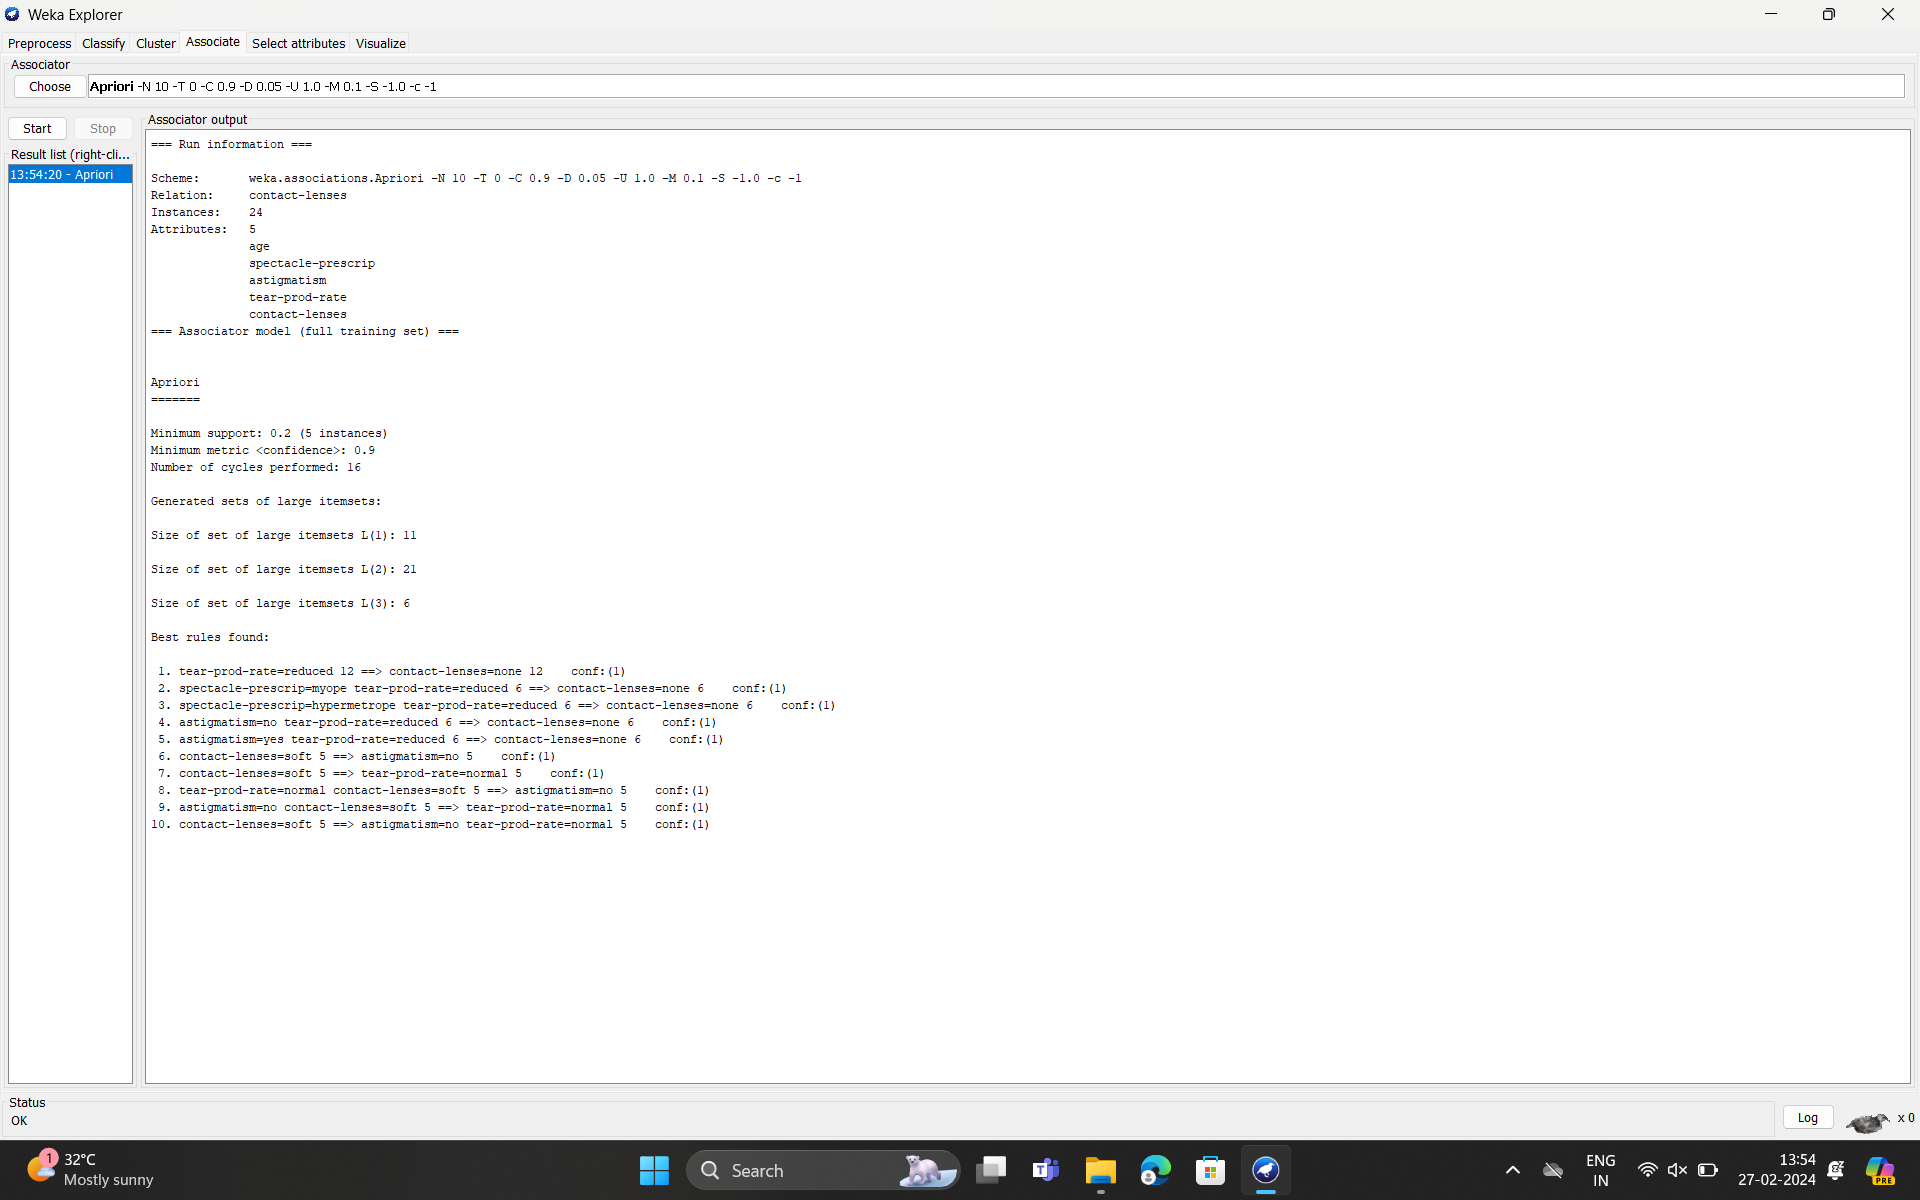 Weka Explorer
Preprocess Classify Cluster Associate Select attributes Visualize
Associator
Choose Apriori -N 10 -T 0 -C 0.9 -D 0.05 -U 1.0 -M 0.1 -S -1.0 -c -1
Start Stop
Result list (right-cli...
13:54:20 - Apriori
Associator output
=== Run information ===
Scheme: weka.associations.Apriori -N 10 -T 0 -C 0.9 -D 0.05 -U 1.0 -M 0.1 -S -1.0 -c -1
Relation: contact-lenses
Instances: 24
Attributes: 5
age
spectacle-prescrip
astigmatism
tear-prod-rate
contact-lenses
=== Associator model (full training set) ===
Apriori
=======
Minimum support: 0.2 (5 instances)
Minimum metric <confidence>: 0.9
Number of cycles performed: 16
Generated sets of large itemsets:
Size of set of large itemsets L(1): 11
Size of set of large itemsets L(2): 21
Size of set of large itemsets L(3): 6
Best rules found:
1. tear-prod-rate=reduced 12 ==> contact-lenses=none 12 conf:(1)
2. spectacle-prescrip=myope tear-prod-rate=reduced 6 ==> contact-lenses=none 6 conf:(1)
3. spectacle-prescrip=hypermetrope tear-prod-rate=reduced 6 ==> contact-lenses=none 6 conf:(1)
4. astigmatism=no tear-prod-rate=reduced 6 ==> contact-lenses=none 6 conf:(1)
5. astigmatism=yes tear-prod-rate=reduced 6 ==> contact-lenses=none 6 conf:(1)
6. contact-lenses=soft 5 ==> astigmatism=no 5 conf:(1)
7. contact-lenses=soft 5 ==> tear-prod-rate=normal 5 conf:(1)
8. tear-prod-rate=normal contact-lenses=soft 5 ==> astigmatism=no 5 conf:(1)
9. astigmatism=no contact-lenses=soft 5 ==> tear-prod-rate=normal 5 conf:(1)
10. contact-lenses=soft 5 ==> astigmatism=no tear-prod-rate=normal 5 conf:(1)
Status
OK
Log x 0
1
32°C
Mostly sunny
Search
ENG
IN
13:54
27-02-2024
PRE